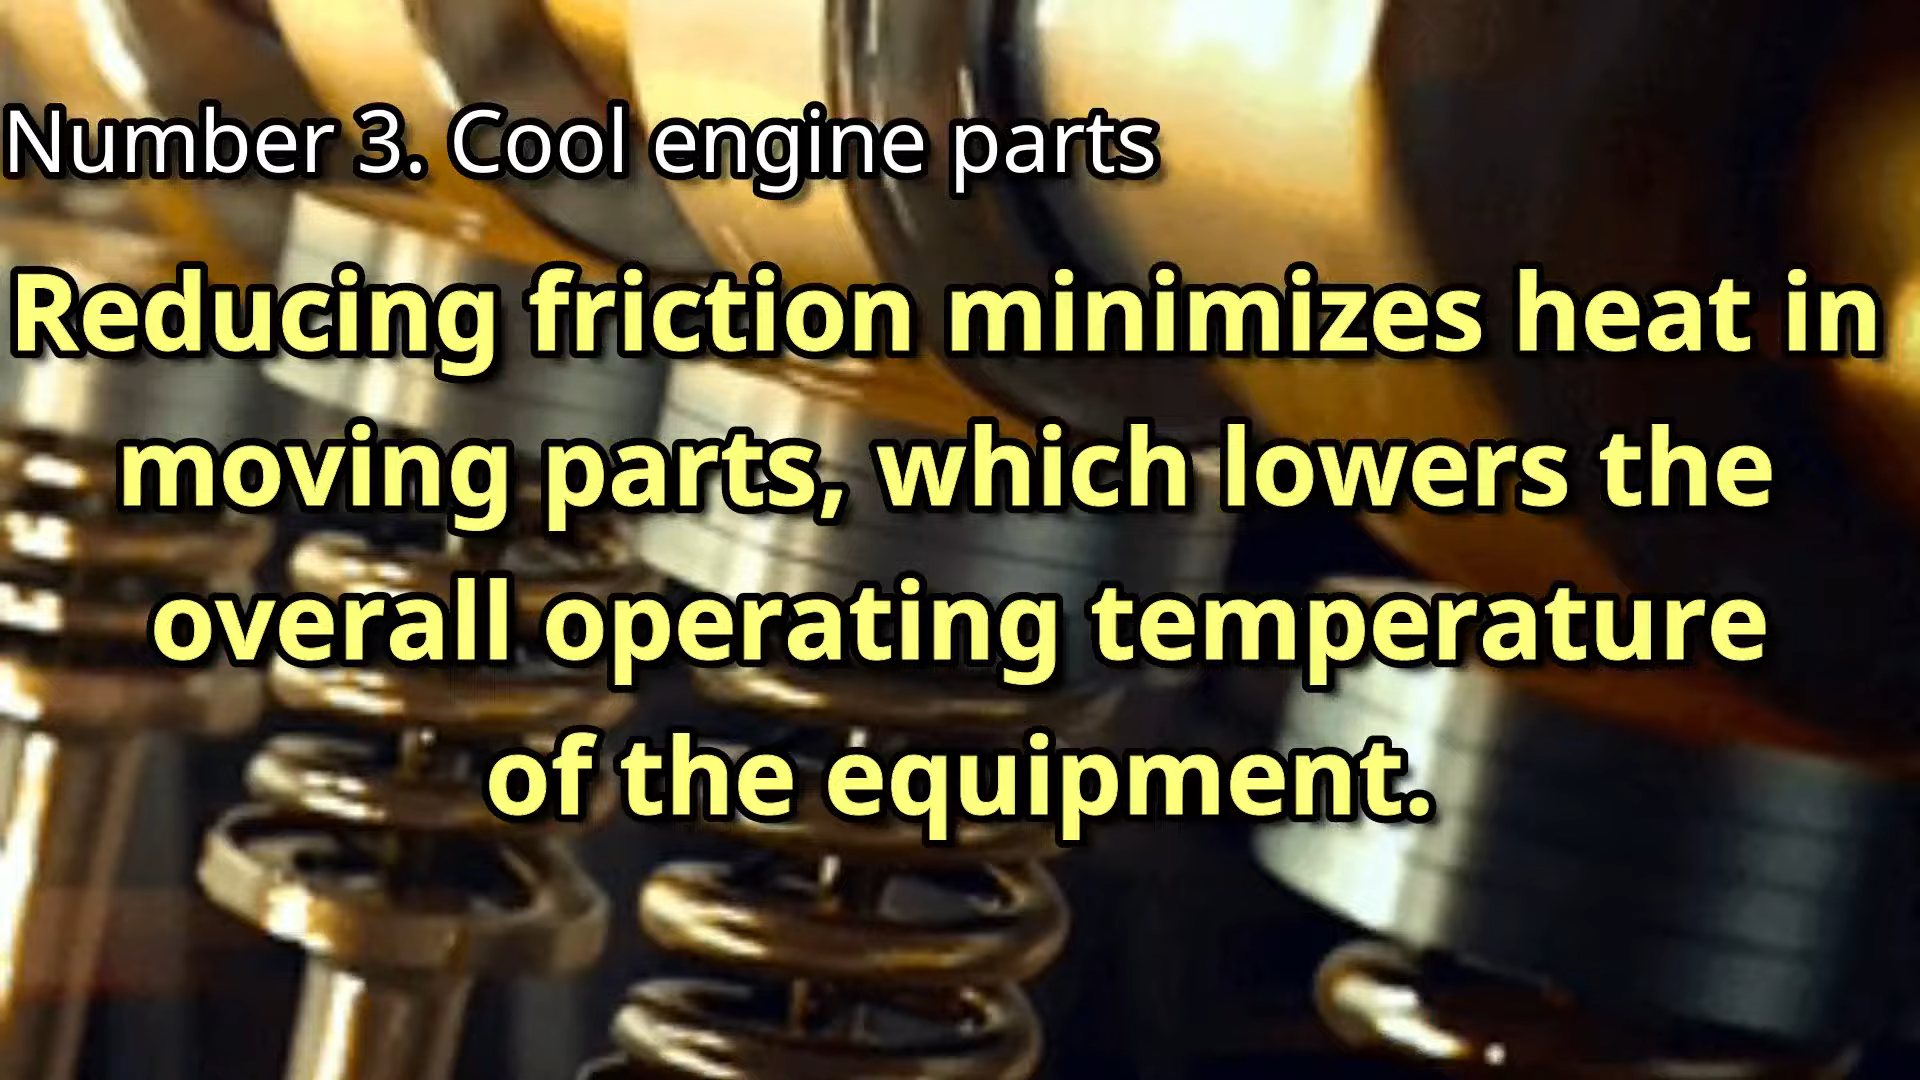 Number 3. Cool engine parts
Reducing friction minimizes heat in
moving parts, which lowers the
overall operating temperature
of the equipment.